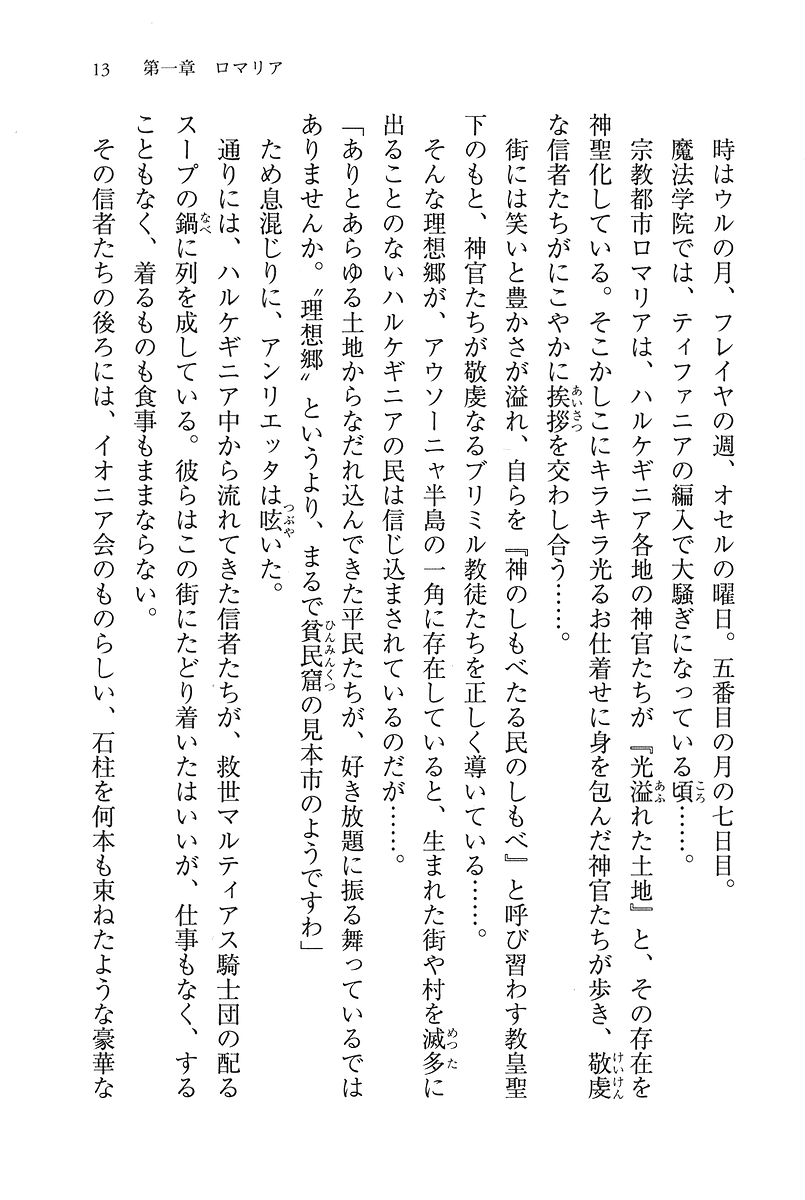 13　第一章　ロマリア
　時はウルの月、フレイヤの週、オセルの曜日。五番目の月の七日目。
　魔法学院では、ティファニアの編入で大騒ぎになっている頃……。
　宗教都市ロマリアは、ハルケギニア各地の神官たちが『光溢れた土地』と、その存在を
神聖化している。そこかしこにキラキラ光るお仕着せに身を包んだ神官たちが歩き、敬虔
な信者たちがにこやかに挨拶を交わし合う……。
　街には笑いと豊かさが溢れ、自らを『神のしもべたる民のしもべ』と呼び習わす教皇聖
下のもと、神官たちが敬虔なるブリミル教徒たちを正しく導いている……。
　そんな理想郷が、アウソーニャ半島の一角に存在していると、生まれた街や村を滅多に
出ることのないハルケギニアの民は信じ込まされているのだが……。
「ありとあらゆる土地からなだれ込んできた平民たちが、好き放題に振る舞っているでは
ありませんか。〝理想郷〟というより、まるで貧民窟の見本市のようですわ」
　ため息混じりに、アンリエッタは呟いた。
　通りには、ハルケギニア中から流れてきた信者たちが、救世マルティアス騎士団の配る
スープの鍋に列を成している。彼らはこの街にたどり着いたはいいが、仕事もなく、する
こともなく、着るものも食事もままならない。
　その信者たちの後ろには、イオニア会のものらしい、石柱を何本も束ねたような豪華な